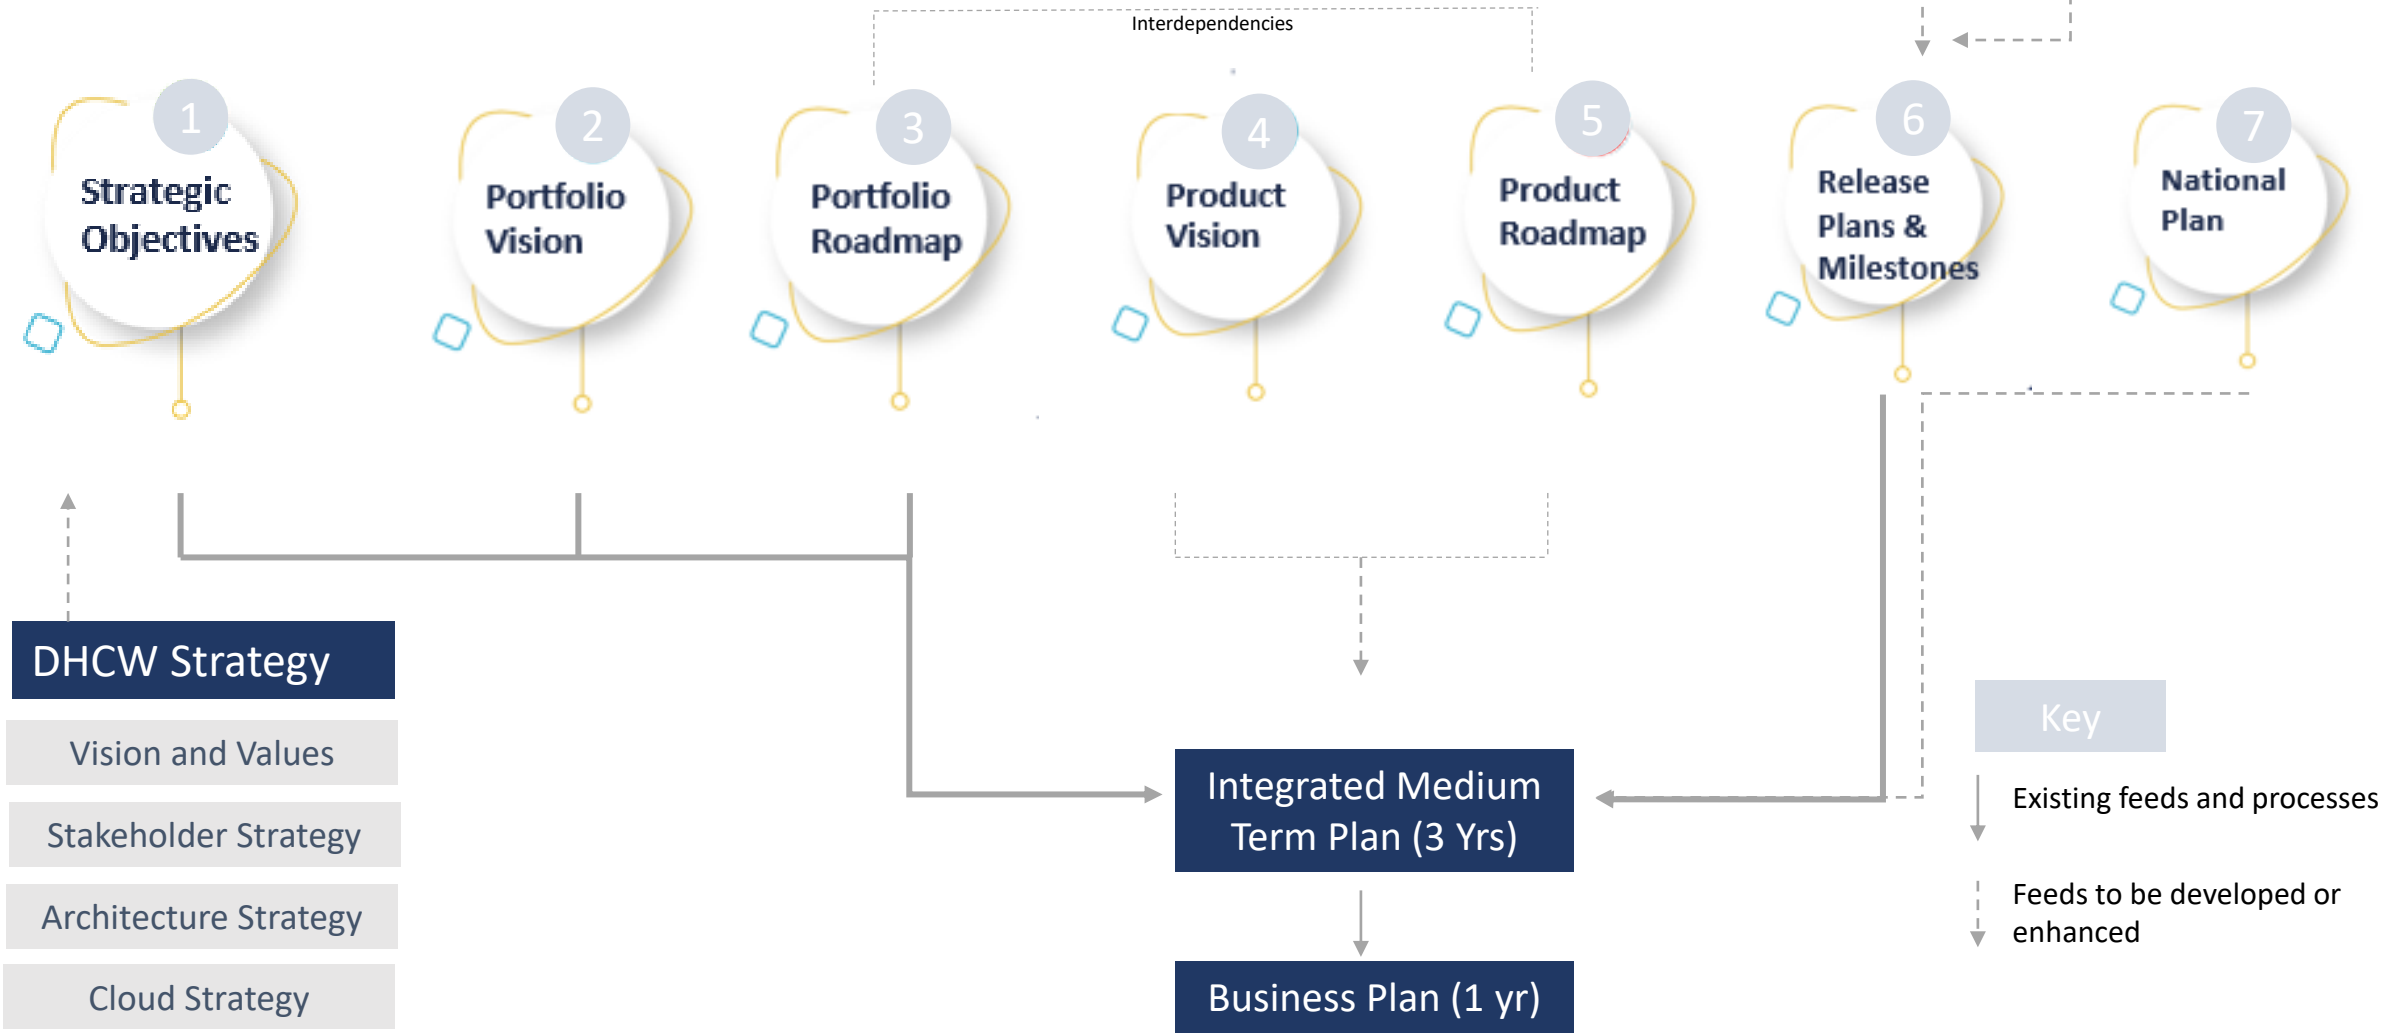 Interdependencies
1
Strategic
Objectives
2
Portfolio
Vision
3
Portfolio
Roadmap
4
Product
Vision
5
Product
Roadmap
6
Release
Plans &
Milestones
7
National
Plan
DHCW Strategy
Vision and Values
Stakeholder Strategy
Architecture Strategy
Cloud Strategy
Integrated Medium
Term Plan (3 Yrs)
Business Plan (1 yr)
Key
Existing feeds and processes
Feeds to be developed or
enhanced